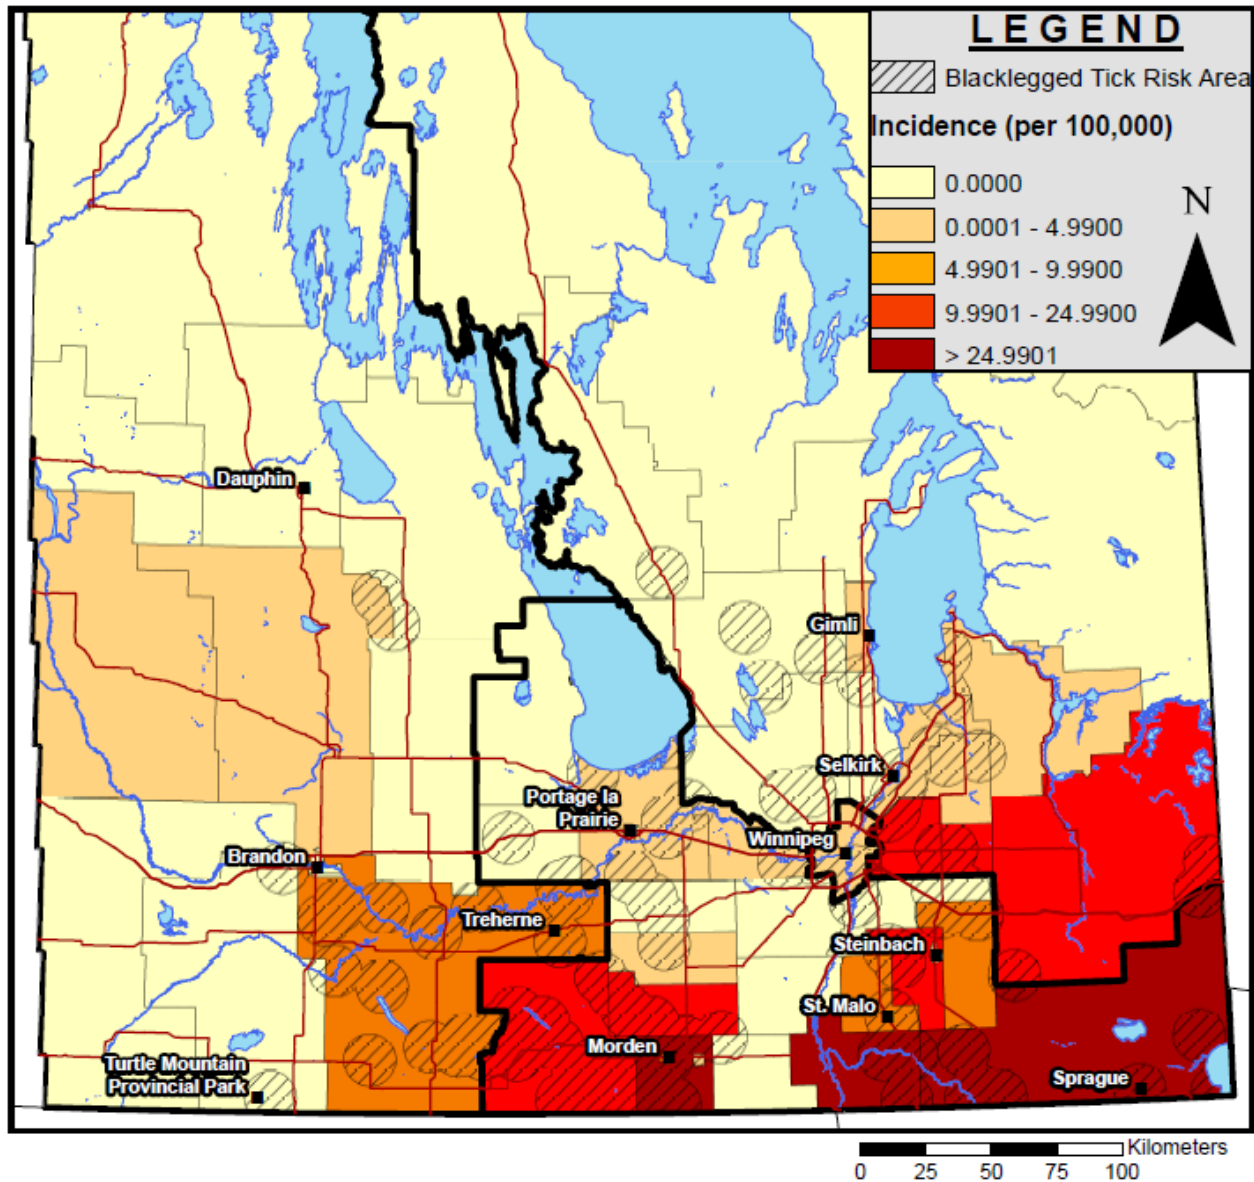 LEGEND
Blacklegged Tick Risk Area
Incidence (per 100,000)
0.0000
0.0001 - 4.9900
4.9901 - 9.9900
9.9901 - 24.9900
> 24.9901
N
Dauphin
Gimli
Selkirk
Portage la
Prairie
Winnipeg
Brandon
Treherne
Steinbach
St. Malo
Morden
Turtle Mountain
Provincial Park
Sprague
Kilometers
0 25 50 75 100